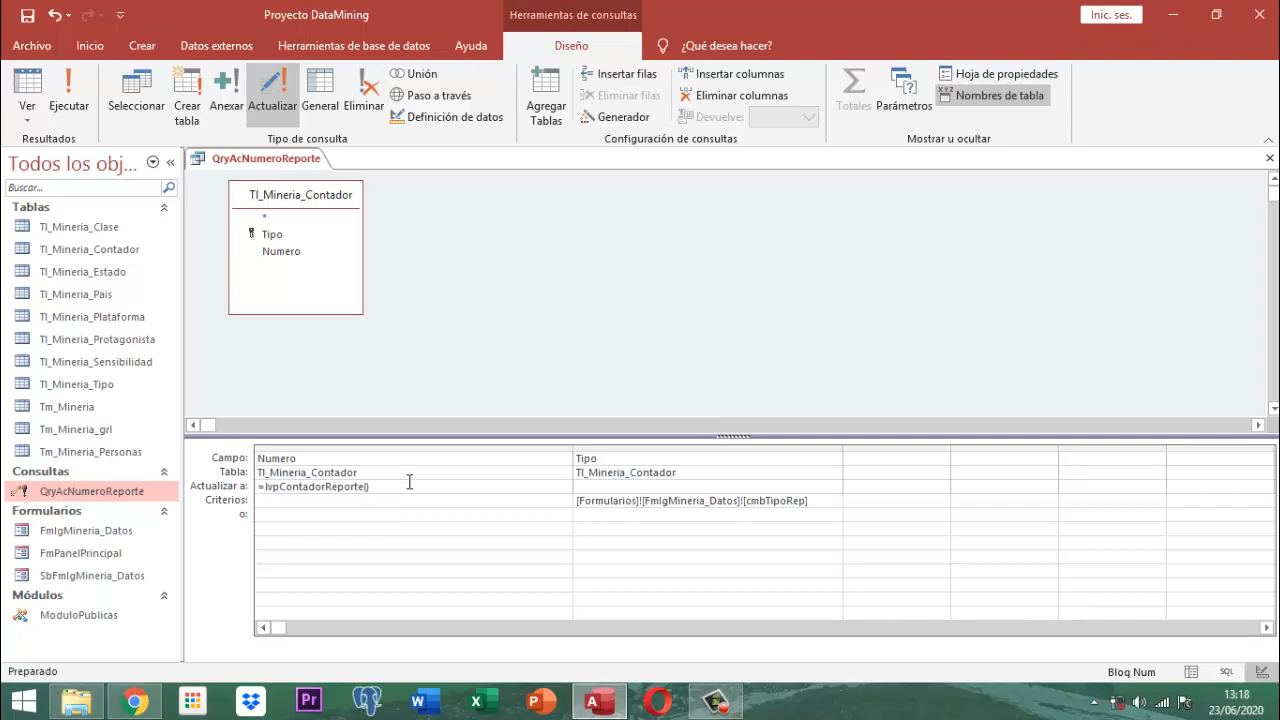 Proyecto DataMining
Herramientas de consultas
Inic. ses.
Archivo
Inicio
Crear
Datos externos
Herramientas de base de datos
Ayuda
Diseño
¿Qué desea hacer?
Ver
Ejecutar
Resultados
Seleccionar
Crear tabla
Anexar
Actualizar
General
Eliminar
Unión
Paso a través
Definición de datos
Tipo de consulta
Agregar Tablas
Insertar filas
Eliminar filas
Generador
Insertar columnas
Eliminar columnas
Devuelve:
Configuración de consultas
Totales
Parámetros
Hoja de propiedades
Nombres de tabla
Mostrar u ocultar
Todos los obj...
Buscar...
Tablas
Tl_Mineria_Clase
Tl_Mineria_Contador
Tl_Mineria_Estado
Tl_Mineria_Pais
Tl_Mineria_Plataforma
Tl_Mineria_Protagonista
Tl_Mineria_Sensibilidad
Tl_Mineria_Tipo
Tm_Mineria
Tm_Mineria_grl
Tm_Mineria_Personas
Consultas
QryAcNumeroReporte
Formularios
FmIgMineria_Datos
FmPanelPrincipal
SbFmIgMineria_Datos
Módulos
ModuloPublicas
QryAcNumeroReporte
Tl_Mineria_Contador
*
Tipo
Numero
Campo: Numero Tipo
Tabla: Tl_Mineria_Contador Tl_Mineria_Contador
Actualizar a: =IvpContadorReporte()
Criterios: [Formularios]![FmIgMineria_Datos]![cmbTipoRep]
o:
Preparado
Bloq Num
SQL
13:18
23/06/2020